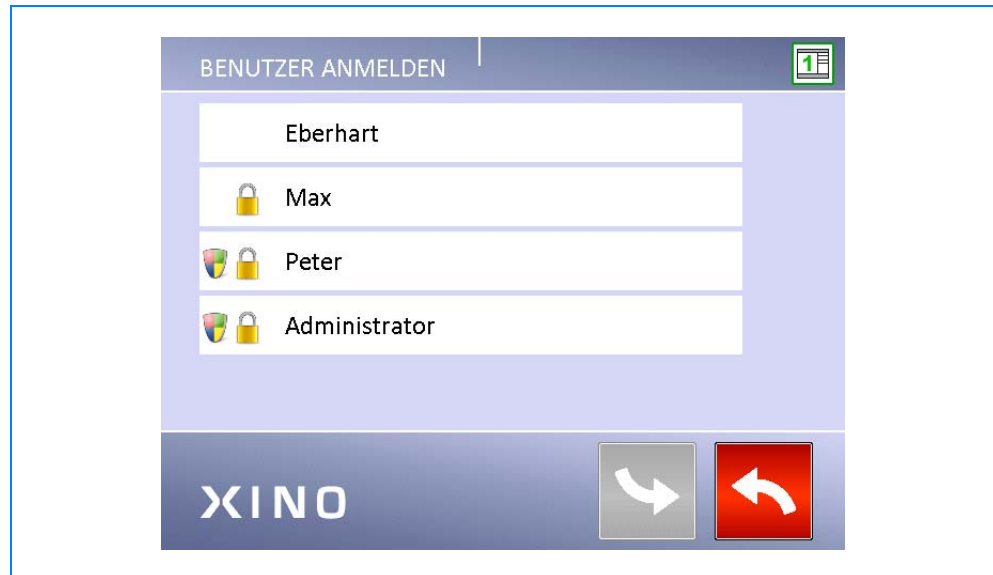 BENUTZER ANMELDEN
1
Eberhart
Max
Peter
Administrator
XINO